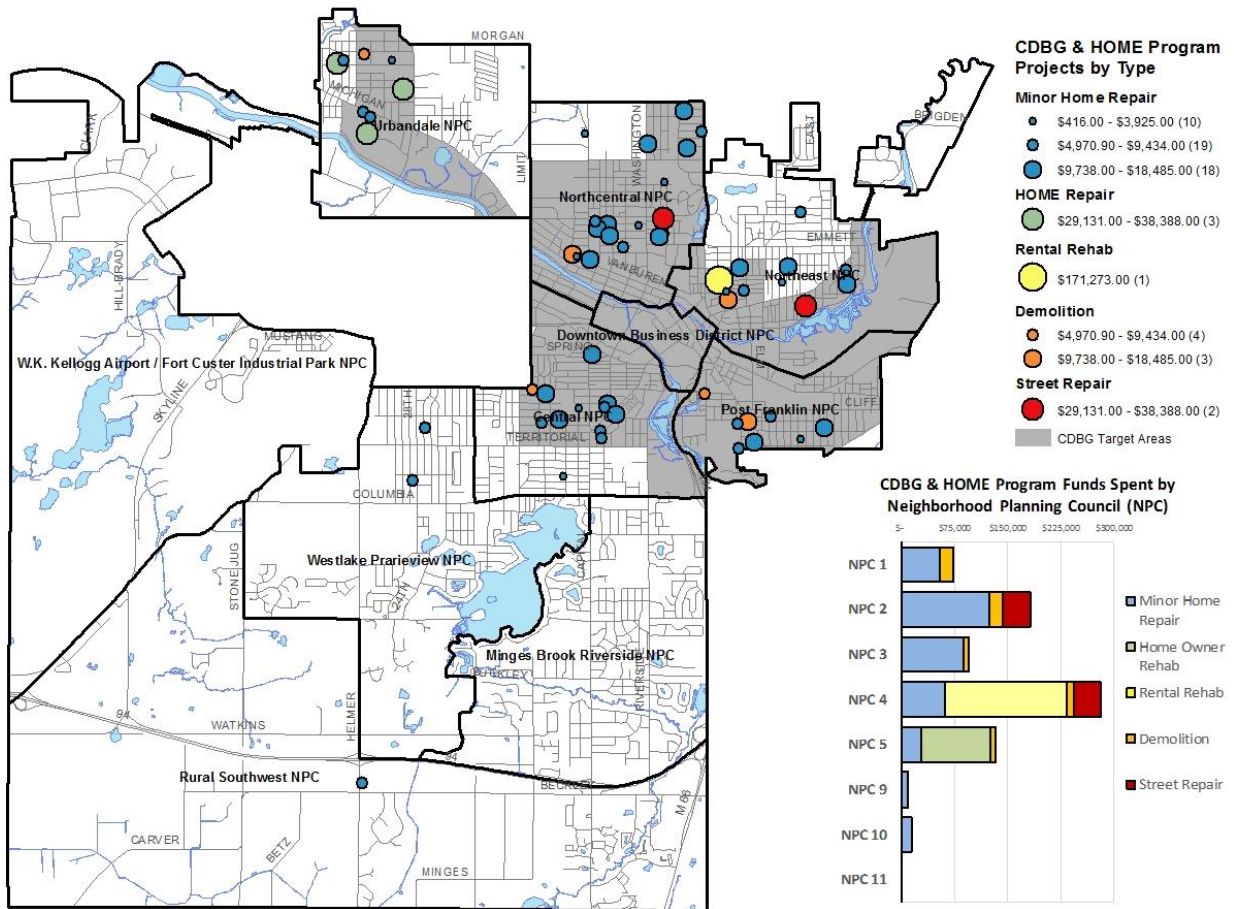 MORGAN
MICHIGAN
Urbandale NPC
LIMIT
CLARK
WASHINGTON
EAST
BRIGDEN
Northcentral NPC
VANBUREN
EMMETT
Northeast NPC
HILL-BRADY
Downtown Business District NPC
SPRING
ELM
MUSTANG
W.K. Kellogg Airport / Fort Custer Industrial Park NPC
SKYLINE
28TH
Central NPC
TERRITORIAL
Post Franklin NPC
CLIFF
COLUMBIA
STONE JUG
Westlake Prarieview NPC
24TH
CAPITAL
Minges Brook Riverside NPC
BUCKLEY
RIVERSIDE
HELMER
94
WATKINS
94
Rural Southwest NPC
BECKLEY
M 66
CARVER
BETZ
MINGES
CDBG & HOME Program
Projects by Type
Minor Home Repair
$416.00 - $3,925.00 (10)
$4,970.90 - $9,434.00 (19)
$9,738.00 - $18,485.00 (18)
HOME Repair
$29,131.00 - $38,388.00 (3)
Rental Rehab
$171,273.00 (1)
Demolition
$4,970.90 - $9,434.00 (4)
$9,738.00 - $18,485.00 (3)
Street Repair
$29,131.00 - $38,388.00 (2)
CDBG Target Areas
CDBG & HOME Program Funds Spent by
Neighborhood Planning Council (NPC)
$- $75,000 $150,000 $225,000 $300,000
NPC 1
NPC 2
NPC 3
NPC 4
NPC 5
NPC 9
NPC 10
NPC 11
Minor Home
Repair
Home Owner
Rehab
Rental Rehab
Demolition
Street Repair